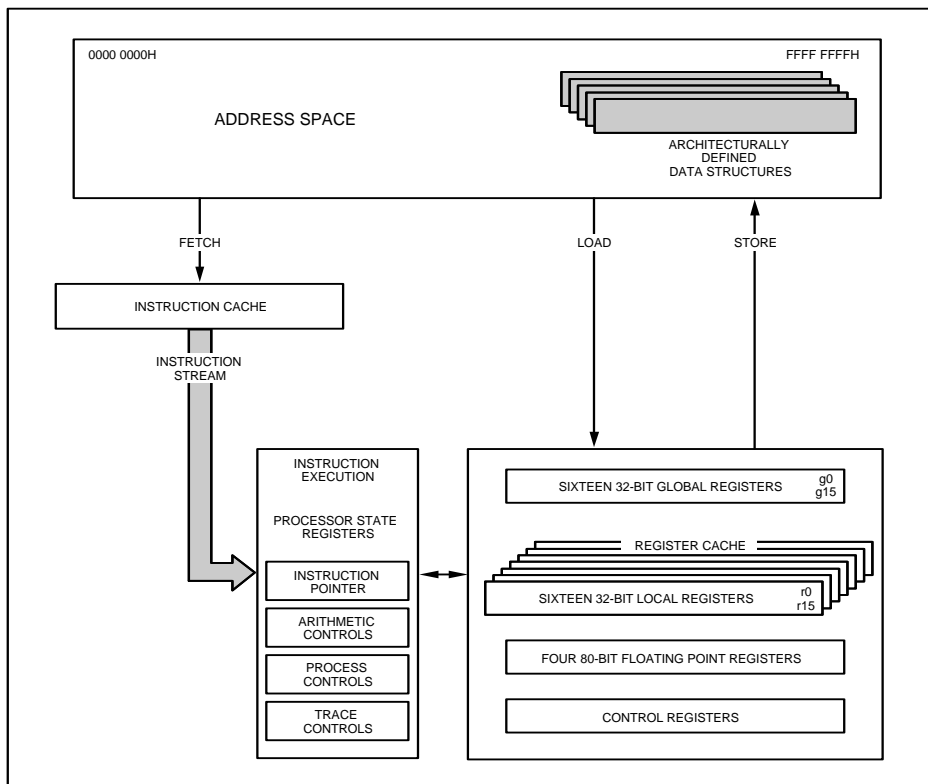 0000 0000H
FFFF FFFFH
ADDRESS SPACE
ARCHITECTURALLY
DEFINED
DATA STRUCTURES
FETCH
LOAD
STORE
INSTRUCTION CACHE
INSTRUCTION
STREAM
INSTRUCTION
EXECUTION
PROCESSOR STATE
REGISTERS
INSTRUCTION
POINTER
ARITHMETIC
CONTROLS
PROCESS
CONTROLS
TRACE
CONTROLS
SIXTEEN 32-BIT GLOBAL REGISTERS
g0
g15
REGISTER CACHE
SIXTEEN 32-BIT LOCAL REGISTERS
r0
r15
FOUR 80-BIT FLOATING POINT REGISTERS
CONTROL REGISTERS